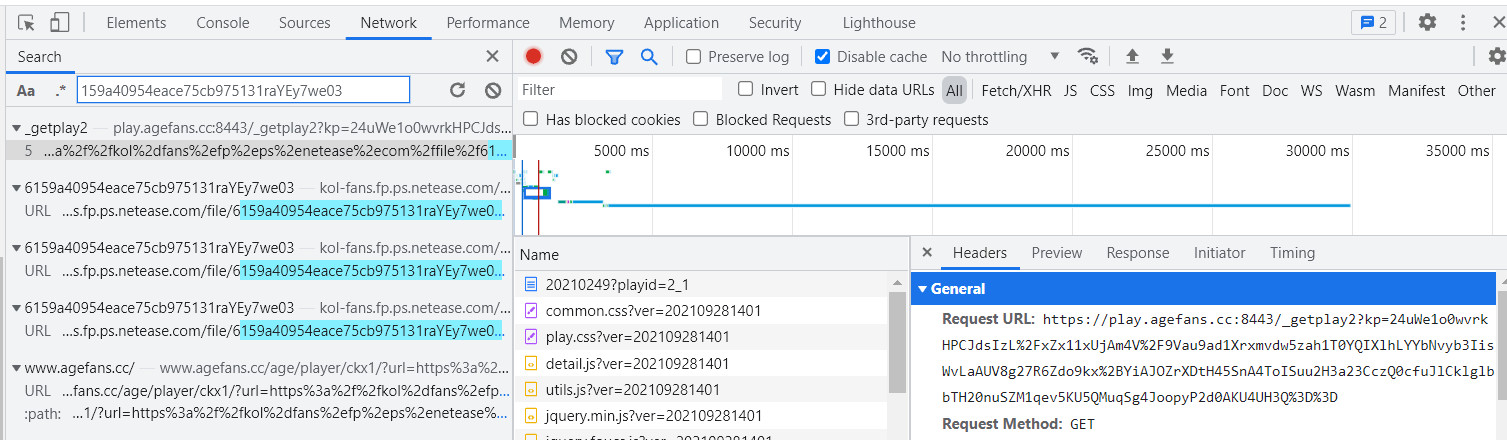 Elements Console Sources Network Performance Memory Application Security Lighthouse 2
Search
Aa .* 159a40954eace75cb975131raYEy7we03
_getplay2 — play.agefans.cc:8443/_getplay2?kp=24uWe1o0wvrkHPCJds...
5 ...a%2f%2fkol%2dfans%2efp%2eps%2enetease%2ecom%2ffile%2f61...
6159a40954eace75cb975131raYEy7we03 — kol-fans.fp.ps.netease.com/...
URL ...s.fp.ps.netease.com/file/6159a40954eace75cb975131raYEy7we0...
6159a40954eace75cb975131raYEy7we03 — kol-fans.fp.ps.netease.com/...
URL ...s.fp.ps.netease.com/file/6159a40954eace75cb975131raYEy7we0...
6159a40954eace75cb975131raYEy7we03 — kol-fans.fp.ps.netease.com/...
URL ...s.fp.ps.netease.com/file/6159a40954eace75cb975131raYEy7we0...
www.agefans.cc/ — www.agefans.cc/age/player/ckx1/?url=https%3a%2...
URL ...fans.cc/age/player/ckx1/?url=https%3a%2f%2fkol%2dfans%2efp...
:path: ...1/?url=https%3a%2f%2fkol%2dfans%2efp%2eps%2enetease%...
Preserve log Disable cache No throttling
Filter Invert Hide data URLs All Fetch/XHR JS CSS Img Media Font Doc WS Wasm Manifest Other
Has blocked cookies Blocked Requests 3rd-party requests
5000 ms 10000 ms 15000 ms 20000 ms 25000 ms 30000 ms 35000 ms
Name
20210249?playid=2_1
common.css?ver=202109281401
play.css?ver=202109281401
detail.js?ver=202109281401
utils.js?ver=202109281401
jquery.min.js?ver=202109281401
Headers Preview Response Initiator Timing
General
Request URL: https://play.agefans.cc:8443/_getplay2?kp=24uWe1o0wvrk
HPCJdsIzL%2FxZx11xUjAm4V%2F9Vau9ad1Xrxmvdw5zah1T0YQIXlhLYYbNvyb3Iis
WvLaAUV8g27R6Zdo9kx%2BYiAJOZrXDtH45SnA4ToISuu2H3a23CczQ0cfuJlCklglb
bTH20nuSZM1qev5KU5QMuqSg4JoopyP2d0AKU4UH3Q%3D%3D
Request Method: GET